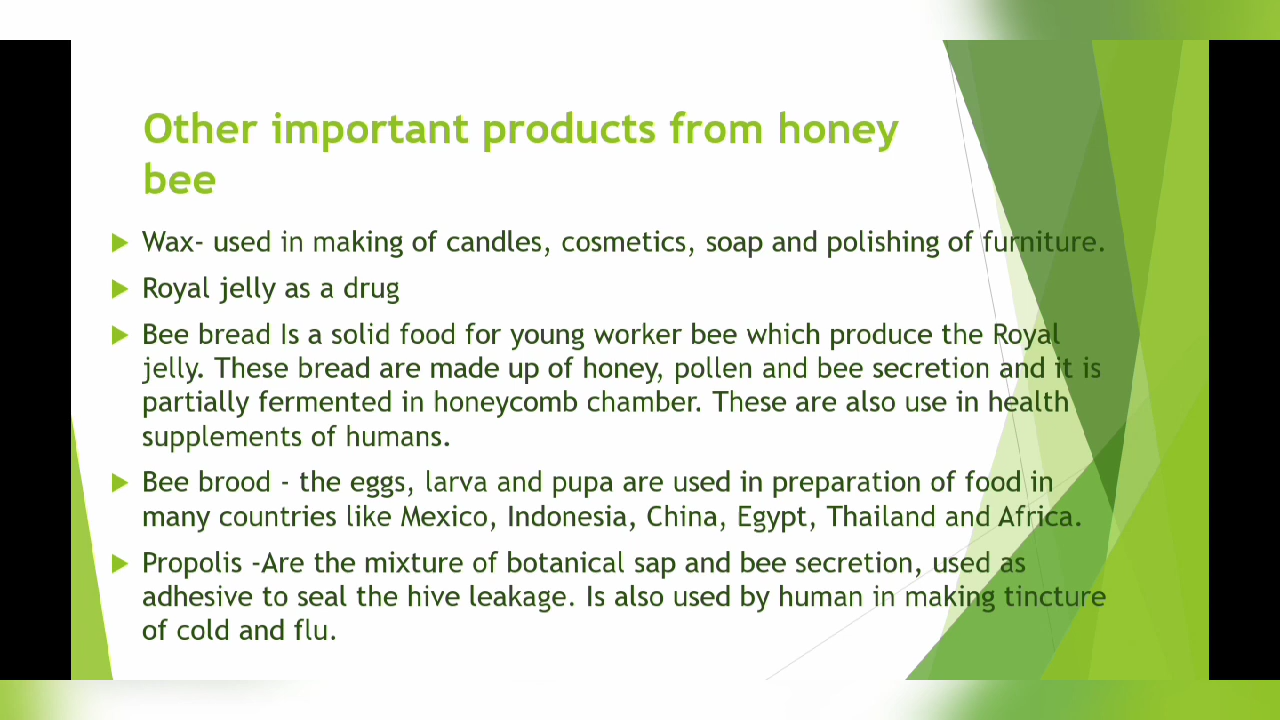 Other important products from honey
bee
Wax- used in making of candles, cosmetics, soap and polishing of furniture.
Royal jelly as a drug
Bee bread Is a solid food for young worker bee which produce the Royal
jelly. These bread are made up of honey, pollen and bee secretion and it is
partially fermented in honeycomb chamber. These are also use in health
supplements of humans.
Bee brood - the eggs, larva and pupa are used in preparation of food in
many countries like Mexico, Indonesia, China, Egypt, Thailand and Africa.
Propolis -Are the mixture of botanical sap and bee secretion, used as
adhesive to seal the hive leakage. Is also used by human in making tincture
of cold and flu.